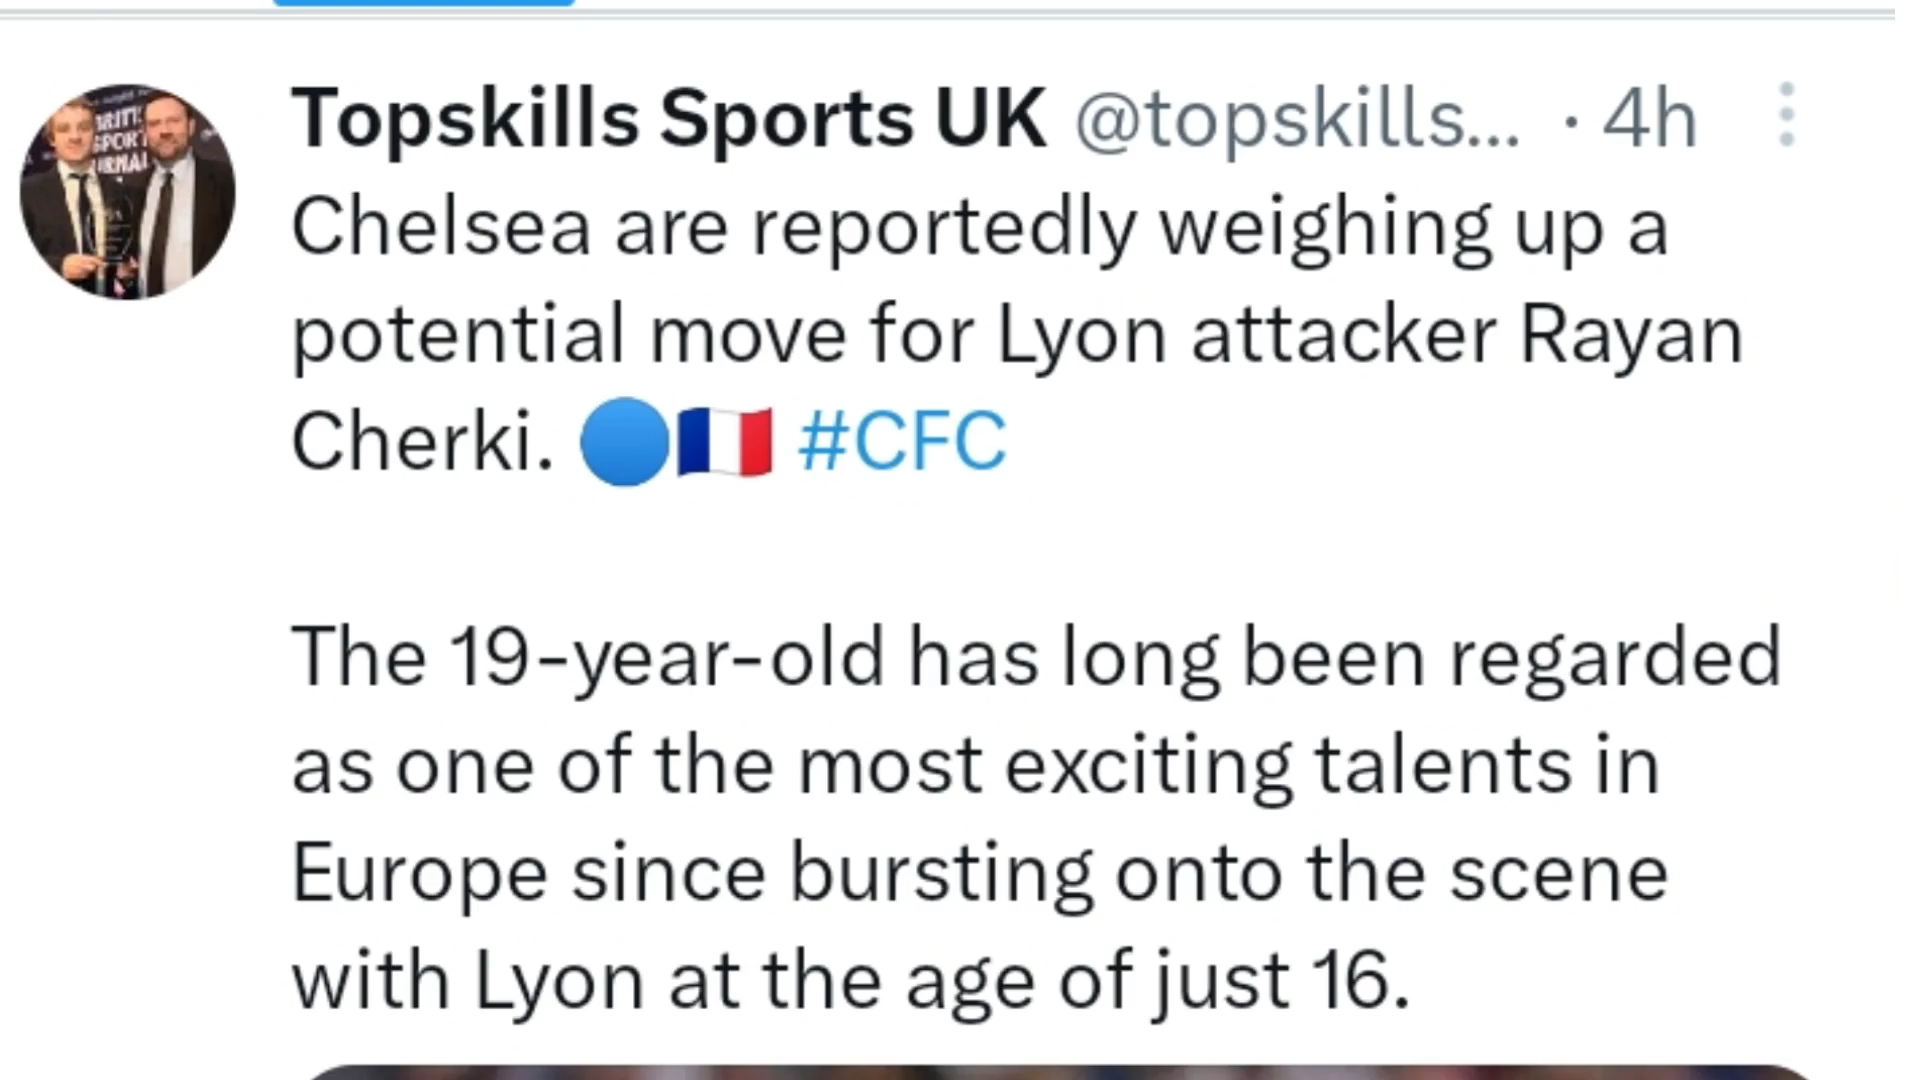 Topskills Sports UK @topskills... · 4h
Chelsea are reportedly weighing up a
potential move for Lyon attacker Rayan
Cherki. 🔵🇫🇷 #CFC
The 19-year-old has long been regarded
as one of the most exciting talents in
Europe since bursting onto the scene
with Lyon at the age of just 16.